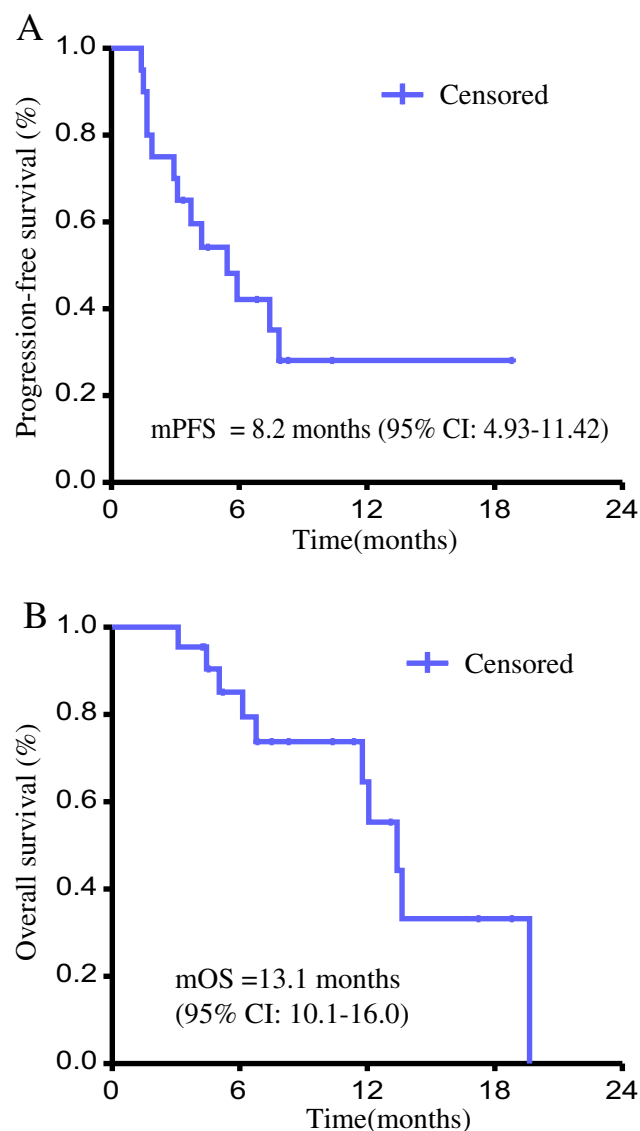 A
1.0
0.8
0.6
0.4
0.2
0.0
Progression-free survival (%)
Censored
mPFS = 8.2 months (95% CI: 4.93-11.42)
0 6 12 18 24
Time(months)
B
1.0
0.8
0.6
0.4
0.2
0.0
Overall survival (%)
Censored
mOS =13.1 months
(95% CI: 10.1-16.0)
0 6 12 18 24
Time(months)